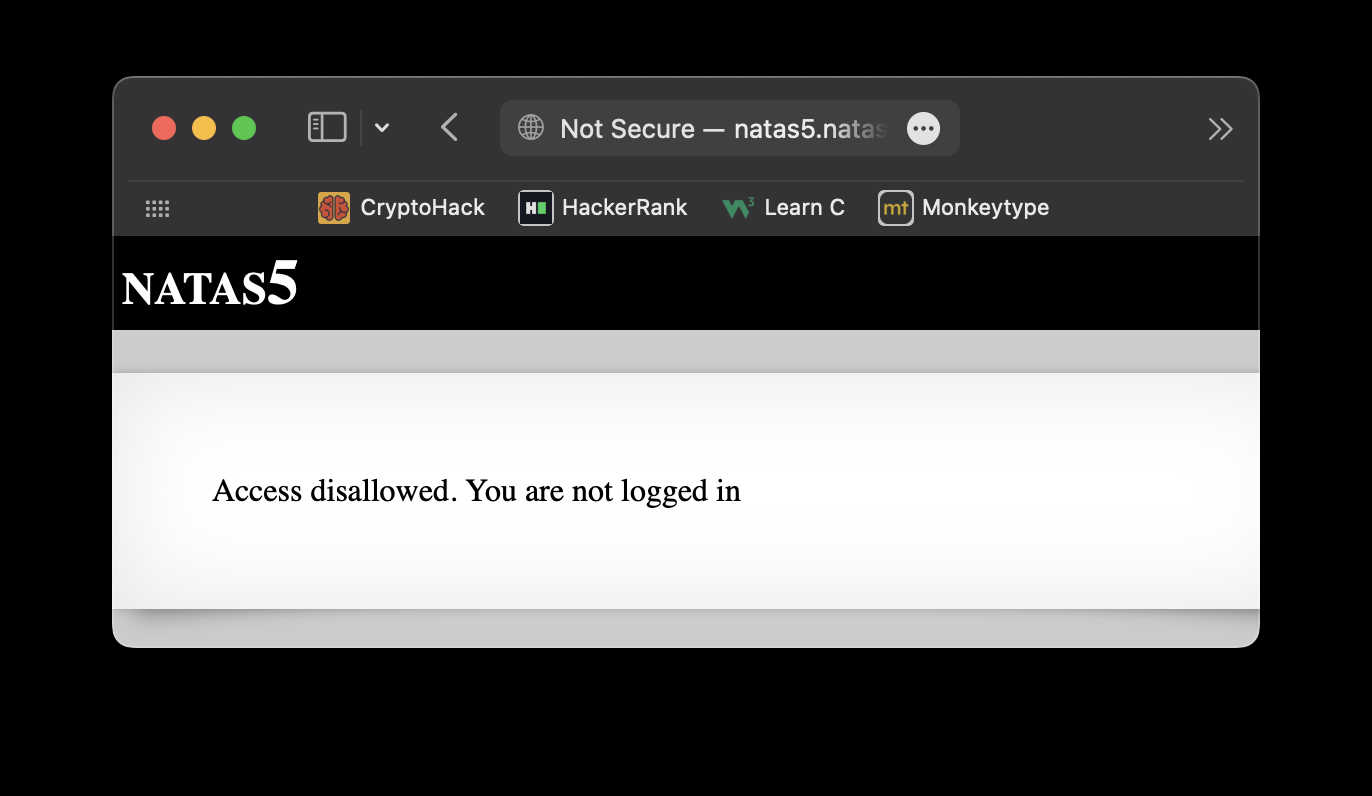 Not Secure — natas5.natas
CryptoHack HackerRank Learn C Monkeytype
NATAS5
Access disallowed. You are not logged in